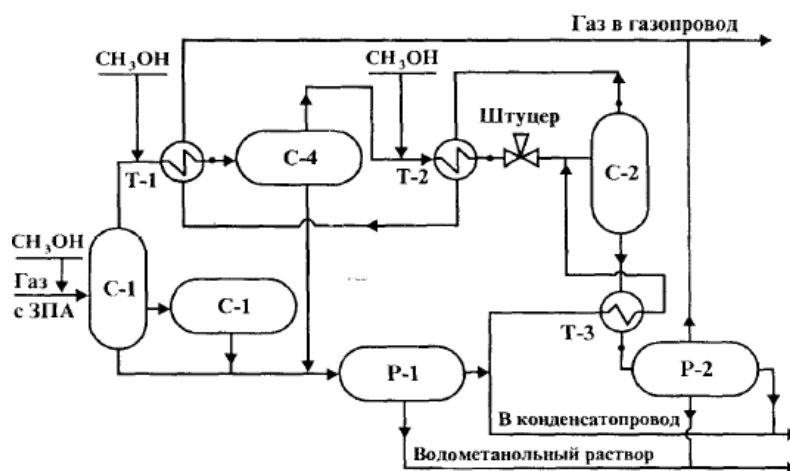 Газ в газопровод
CH₃OH
CH₃OH
Штуцер
С-4
Т-1
Т-2
С-2
CH₃OH
Газ
с ЗПА
С-1
С-1
Т-3
Р-1
Р-2
В конденсатопровод
Водометанольный раствор